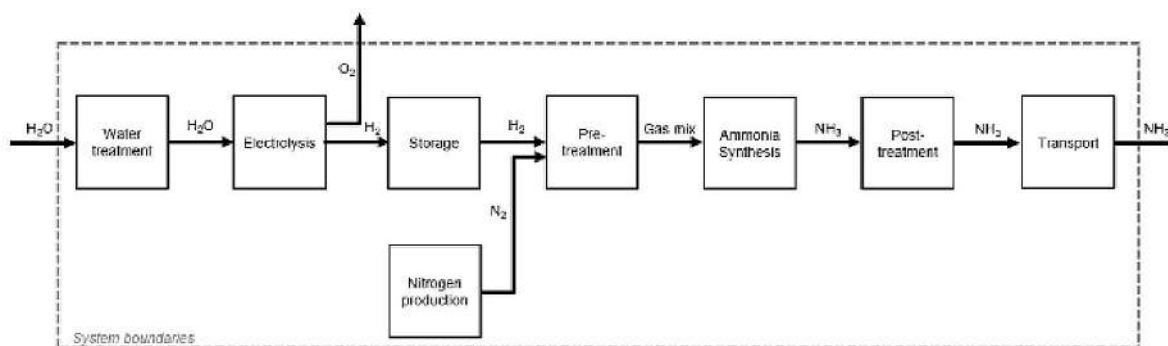 O₂
H₂O
Water
treatment
H₂O
Electrolysis
H₂
Storage
H₂
Pre-
treatment
Gas mix
Ammonia
Synthesis
NH₃
Post-
treatment
NH₃
Transport
NH₃
N₂
Nitrogen
production
System boundaries